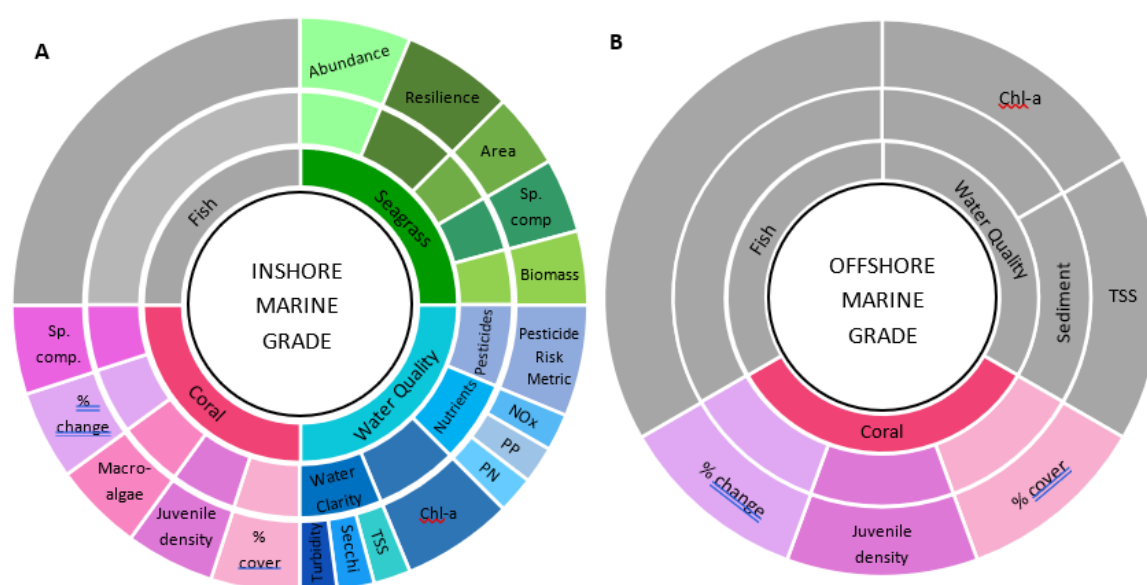 A
Abundance
Resilience
Area
Sp.
comp
Biomass
Fish
Seagrass
INSHORE
MARINE
GRADE
Sp.
comp.
%
change
Macro-
algae
Juvenile
density
%
cover
Coral
Water Quality
Pesticides
Pesticide
Risk
Metric
Nutrients
NOx
PP
PN
Chl-a
Water
Clarity
Turbidity
Secchi
TSS
B
Chl-a
Water Quality
Fish
Sediment
TSS
OFFSHORE
MARINE
GRADE
Coral
% change
Juvenile
density
% cover